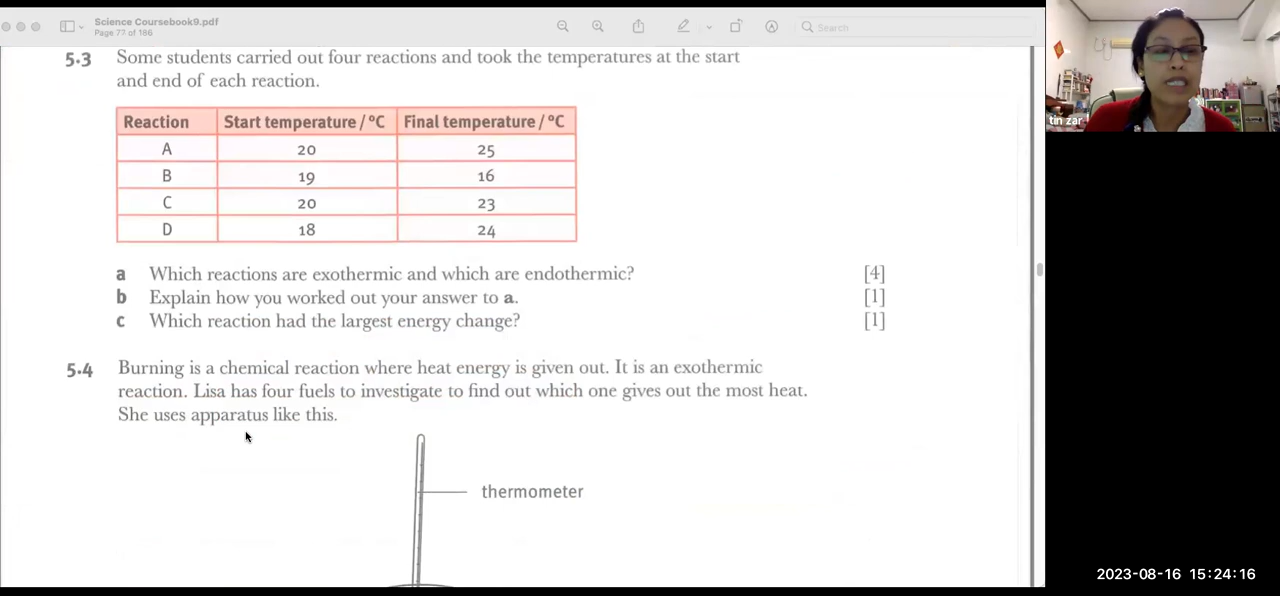 Science Coursebook9.pdf
Page 77 of 186
Search
5.3 Some students carried out four reactions and took the temperatures at the start
and end of each reaction.
Reaction Start temperature / °C Final temperature / °C
A 20 25
B 19 16
C 20 23
D 18 24
a Which reactions are exothermic and which are endothermic? [4]
b Explain how you worked out your answer to a. [1]
c Which reaction had the largest energy change? [1]
5.4 Burning is a chemical reaction where heat energy is given out. It is an exothermic
reaction. Lisa has four fuels to investigate to find out which one gives out the most heat.
She uses apparatus like this.
thermometer
tin zar
2023-08-16 15:24:16